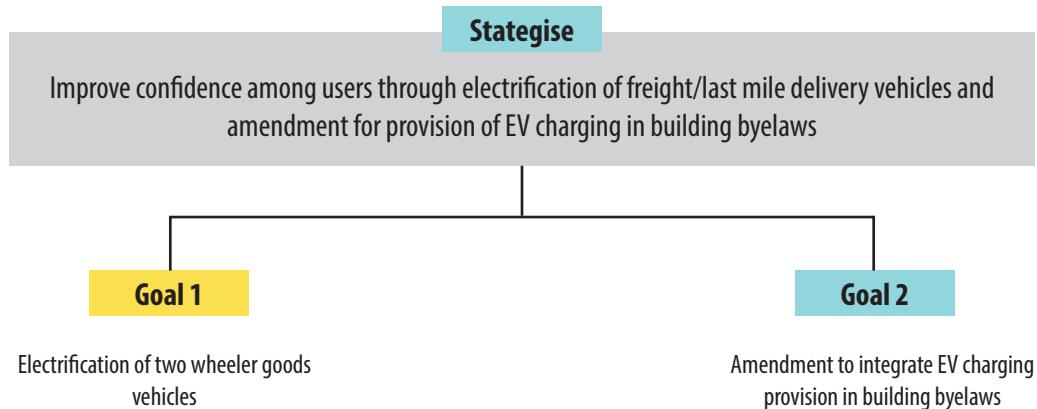 Stategise
Improve confidence among users through electrification of freight/last mile delivery vehicles and
amendment for provision of EV charging in building byelaws
Goal 1
Electrification of two wheeler goods
vehicles
Goal 2
Amendment to integrate EV charging
provision in building byelaws